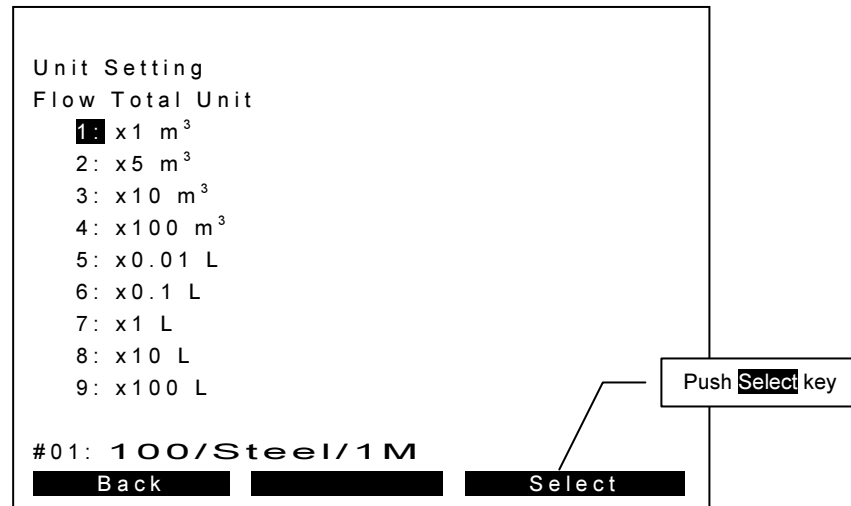 Unit Setting
Flow Total Unit
1: x1 m³
2: x5 m³
3: x10 m³
4: x100 m³
5: x0.01 L
6: x0.1 L
7: x1 L
8: x10 L
9: x100 L
Push Select key
#01: 100/Steel/1M
Back Select